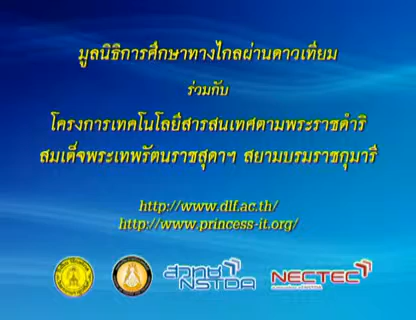 มูลนิธิการศึกษาทางไกลผ่านดาวเทียม
ร่วมกับ
โครงการเทคโนโลยีสารสนเทศตามพระราชดำริ
สมเด็จพระเทพรัตนราชสุดาฯ สยามบรมราชกุมารี
http://www.dlf.ac.th/
http://www.princess-it.org/
สวทช
NSTDA
NECTEC